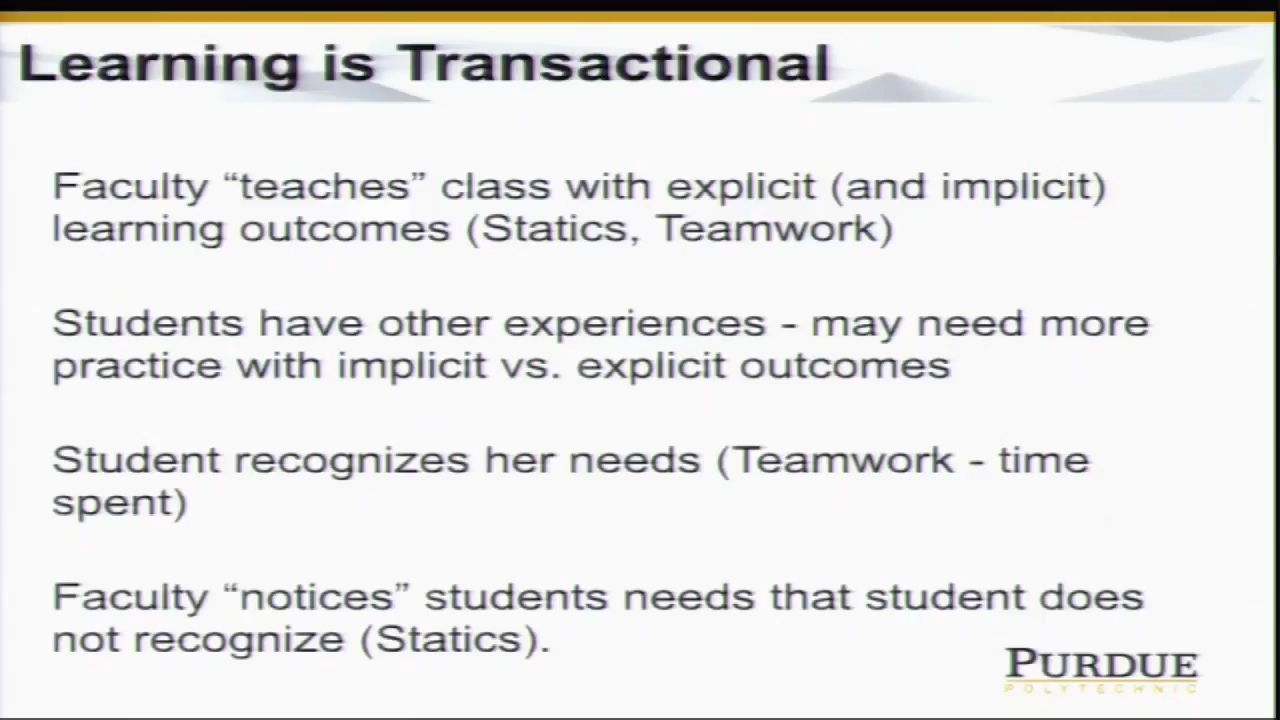 Learning is Transactional
Faculty “teaches” class with explicit (and implicit)
learning outcomes (Statics, Teamwork)
Students have other experiences - may need more
practice with implicit vs. explicit outcomes
Student recognizes her needs (Teamwork - time
spent)
Faculty “notices” students needs that student does
not recognize (Statics).
PURDUE
POLYTECHNIC